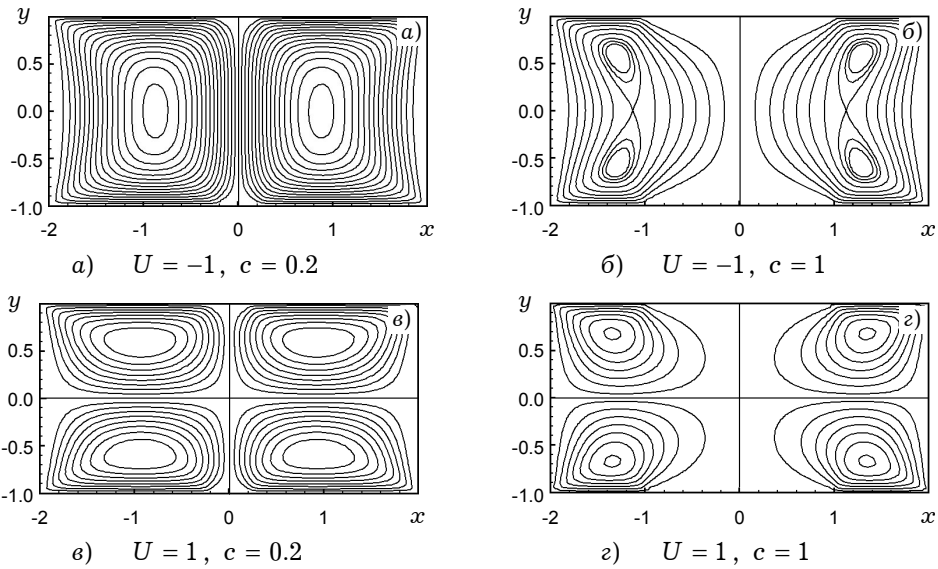 y
а)
0.5
0.0
-0.5
-1.0
-2 -1 0 1 x
а) U = −1, c = 0.2
y
б)
0.5
0.0
-0.5
-1.0
-2 -1 0 1 x
б) U = −1, c = 1
y
в)
0.5
0.0
-0.5
-1.0
-2 -1 0 1 x
в) U = 1, c = 0.2
y
г)
0.5
0.0
-0.5
-1.0
-2 -1 0 1 x
г) U = 1, c = 1